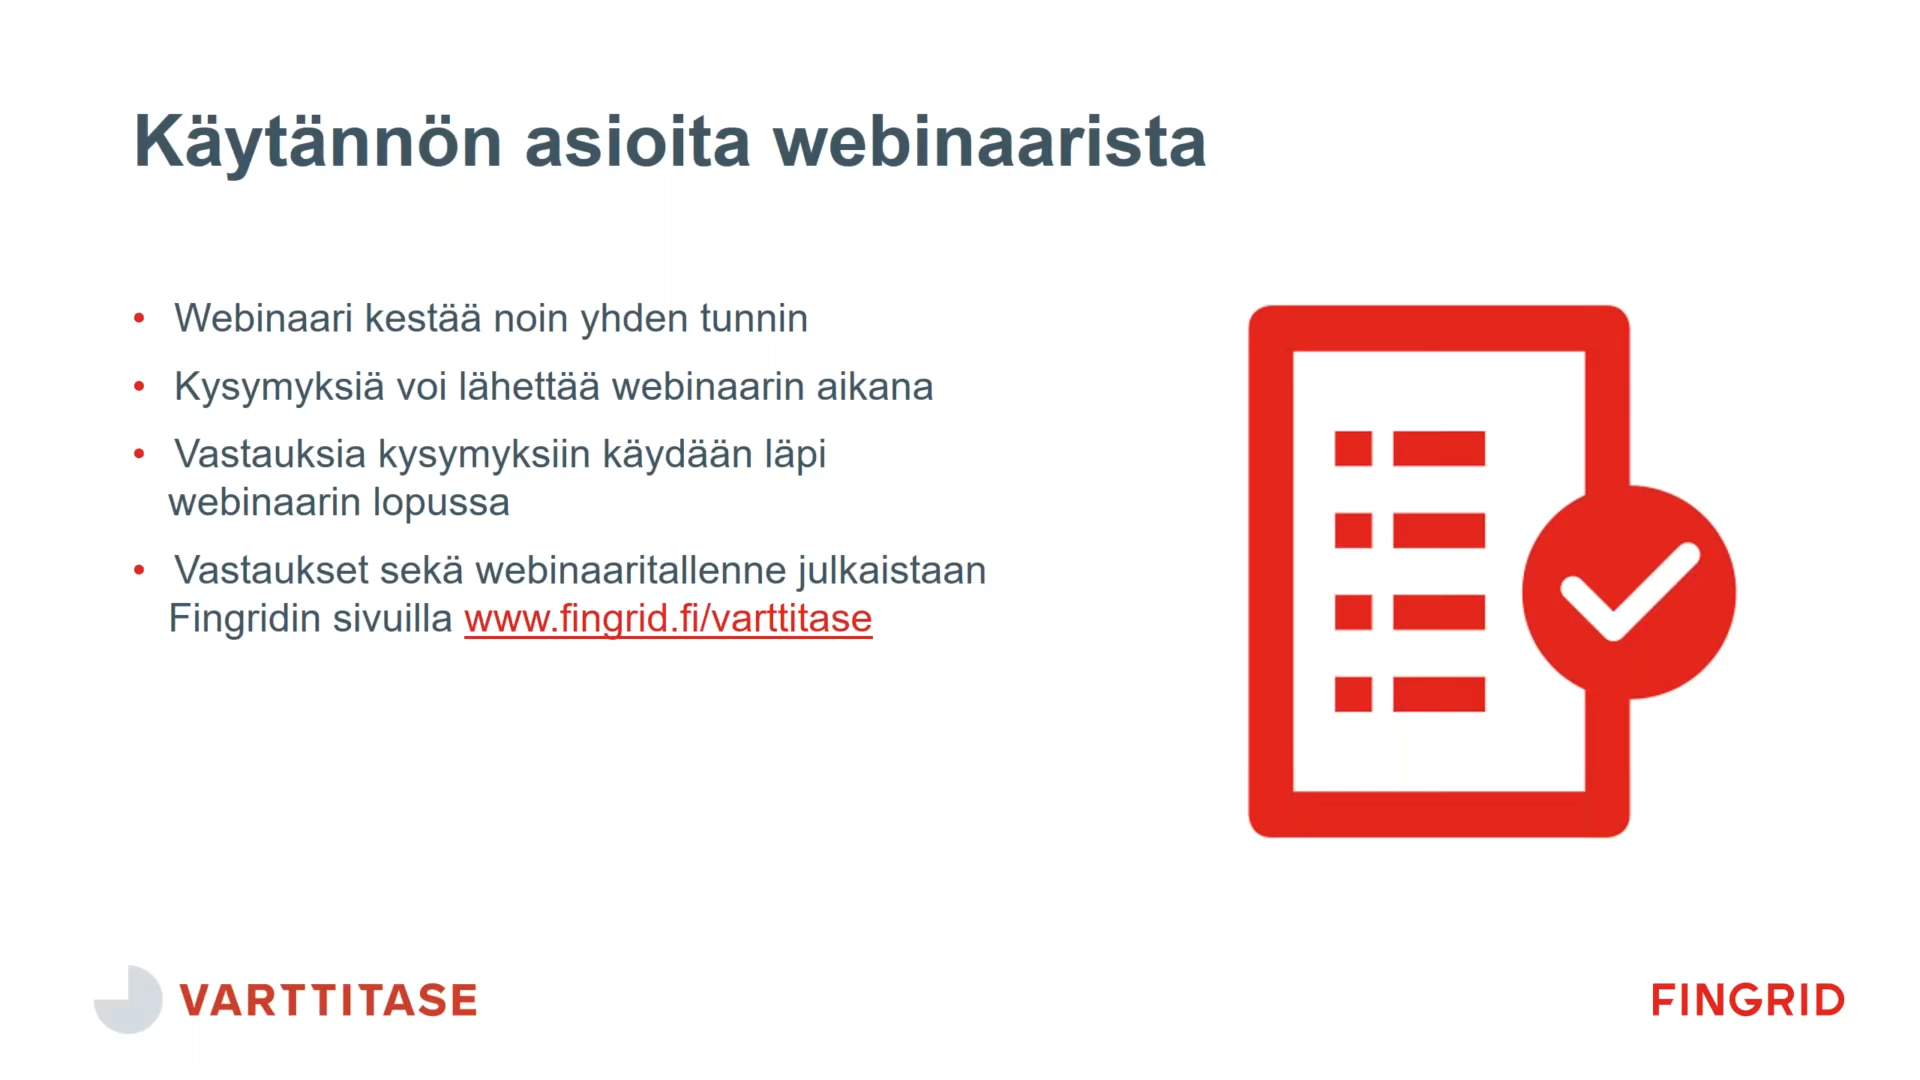 Käytännön asioita webinaarista
• Webinaari kestää noin yhden tunnin
• Kysymyksiä voi lähettää webinaarin aikana
• Vastauksia kysymyksiin käydään läpi
webinaarin lopussa
• Vastaukset sekä webinaaritallenne julkaistaan
Fingridin sivuilla www.fingrid.fi/varttitase
VARTTITASE
FINGRID